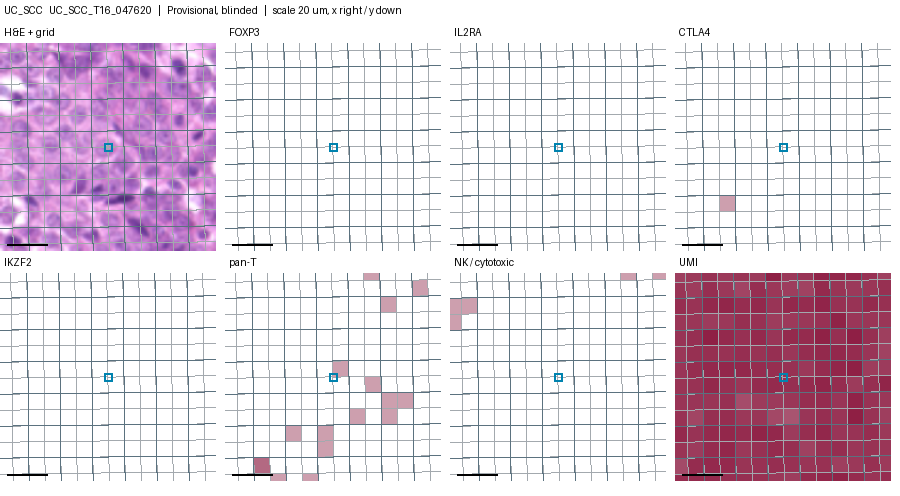 UC_SCC UC_SCC_T16_047620 | Provisional, blinded | scale 20 um, x right / y down
H&E + grid
FOXP3
IL2RA
CTLA4
IKZF2
pan-T
NK / cytotoxic
UMI